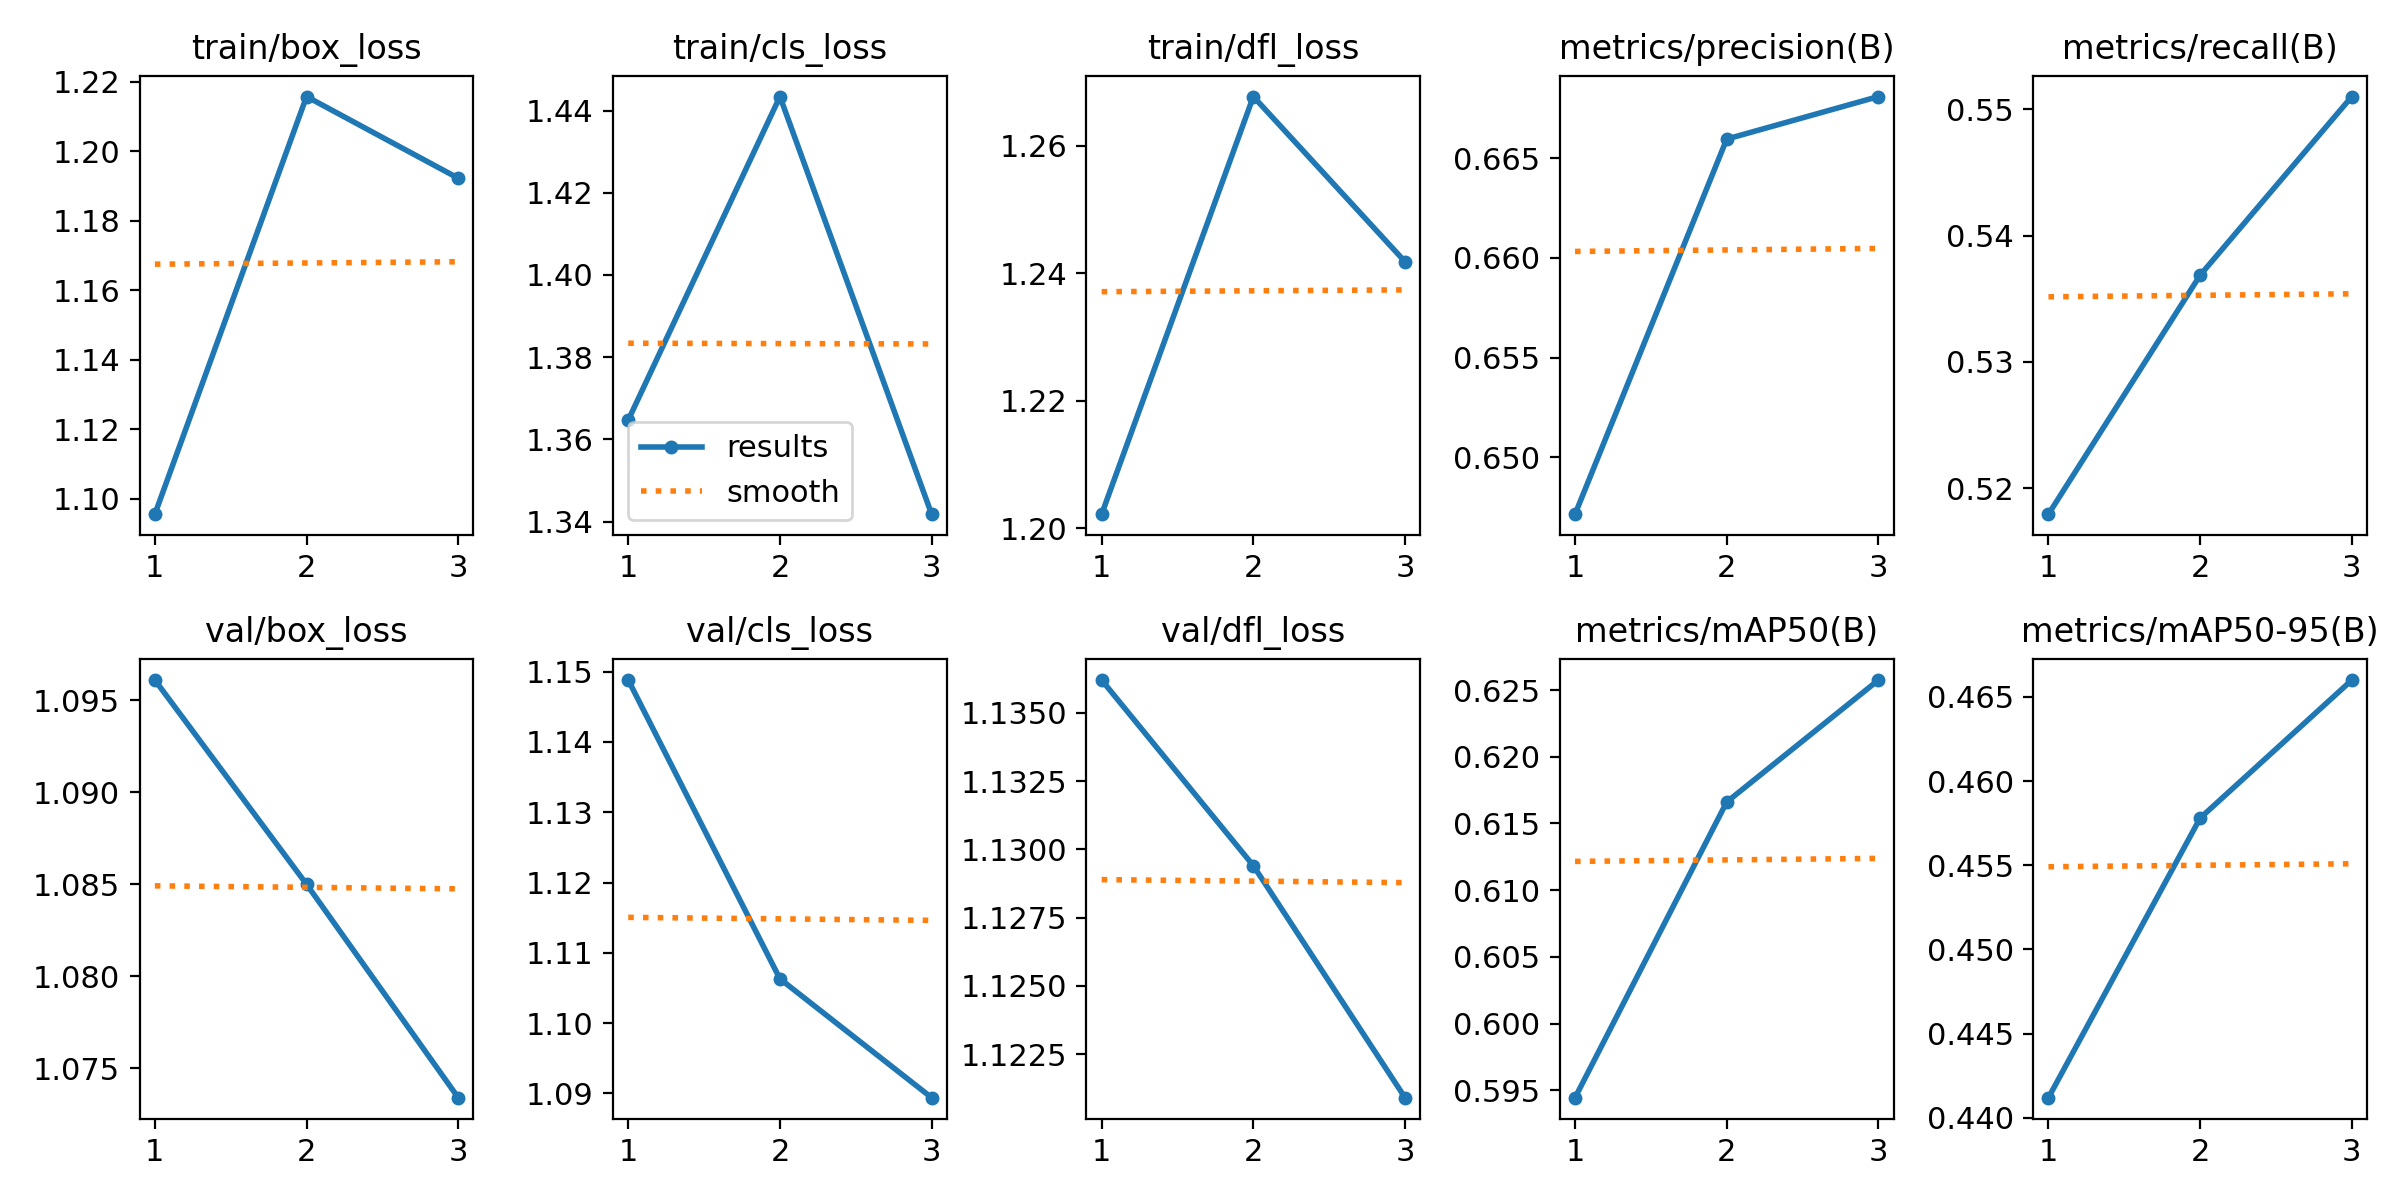 train/box_loss
1.22
1.20
1.18
1.16
1.14
1.12
1.10
1 2 3
train/cls_loss
1.44
1.42
1.40
1.38
1.36
1.34
results
smooth
1 2 3
train/dfl_loss
1.26
1.24
1.22
1.20
1 2 3
metrics/precision(B)
0.665
0.660
0.655
0.650
1 2 3
metrics/recall(B)
0.55
0.54
0.53
0.52
1 2 3
val/box_loss
1.095
1.090
1.085
1.080
1.075
1 2 3
val/cls_loss
1.15
1.14
1.13
1.12
1.11
1.10
1.09
1 2 3
val/dfl_loss
1.1350
1.1325
1.1300
1.1275
1.1250
1.1225
1 2 3
metrics/mAP50(B)
0.625
0.620
0.615
0.610
0.605
0.600
0.595
1 2 3
metrics/mAP50-95(B)
0.465
0.460
0.455
0.450
0.445
0.440
1 2 3